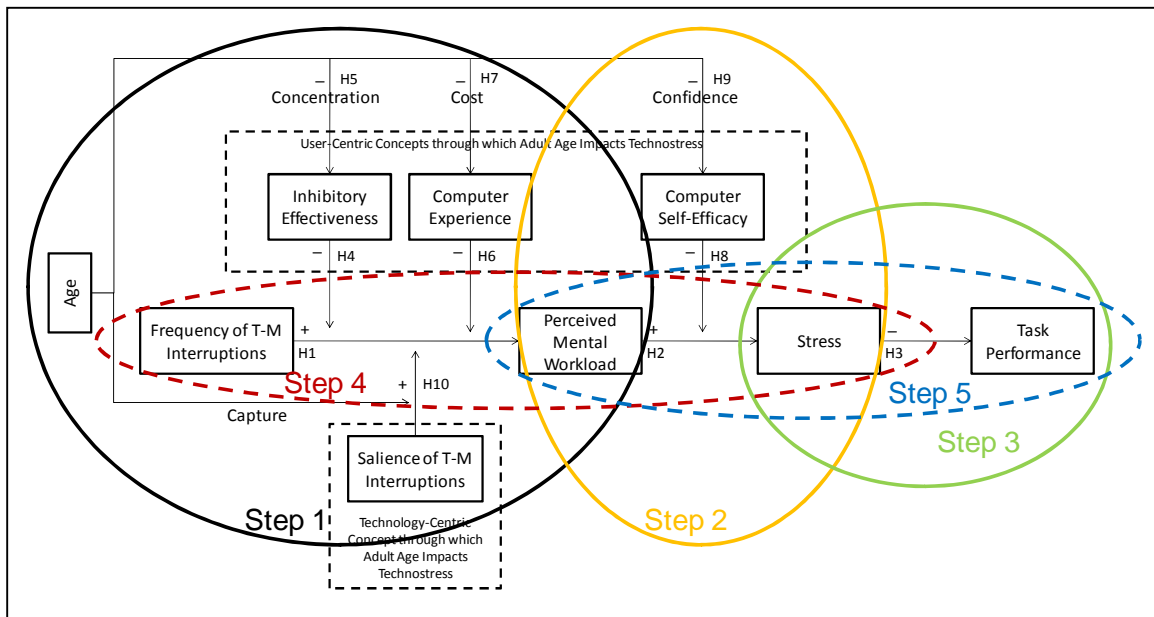 – H5
– H7
– H9
Concentration
Cost
Confidence
User-Centric Concepts through which Adult Age Impacts Technostress
Inhibitory
Effectiveness
Computer
Experience
Computer
Self-Efficacy
– H4
– H6
– H8
Age
Frequency of T-M
Interruptions
+
H1
Perceived
Mental
Workload
+
H2
Stress
–
H3
Task
Performance
Step 4
+ H10
Capture
Step 5
Step 3
Salience of T-M
Interruptions
Step 1
Step 2
Technology-Centric
Concept through which
Adult Age Impacts
Technostress